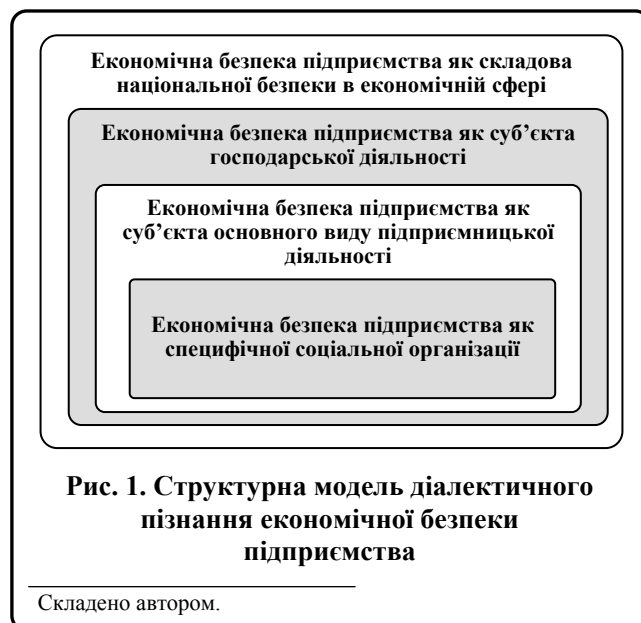 Економічна безпека підприємства як складова
національної безпеки в економічній сфері
Економічна безпека підприємства як суб’єкта
господарської діяльності
Економічна безпека підприємства як
суб’єкта основного виду підприємницької
діяльності
Економічна безпека підприємства як
специфічної соціальної організації
Рис. 1. Структурна модель діалектичного
пізнання економічної безпеки
підприємства
Складено автором.